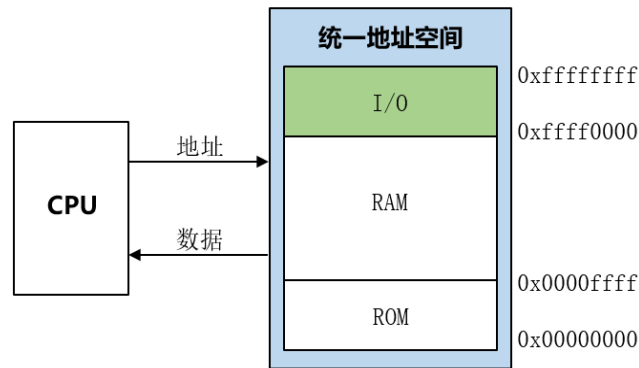 统一地址空间
0xffffffff
I/O
0xffff0000
地址
CPU
RAM
数据
0x0000ffff
ROM
0x00000000